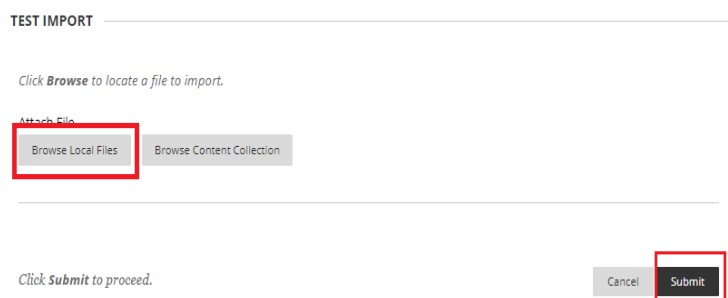 TEST IMPORT
Click Browse to locate a file to import.
Attach File
Browse Local Files Browse Content Collection
Click Submit to proceed. Cancel Submit